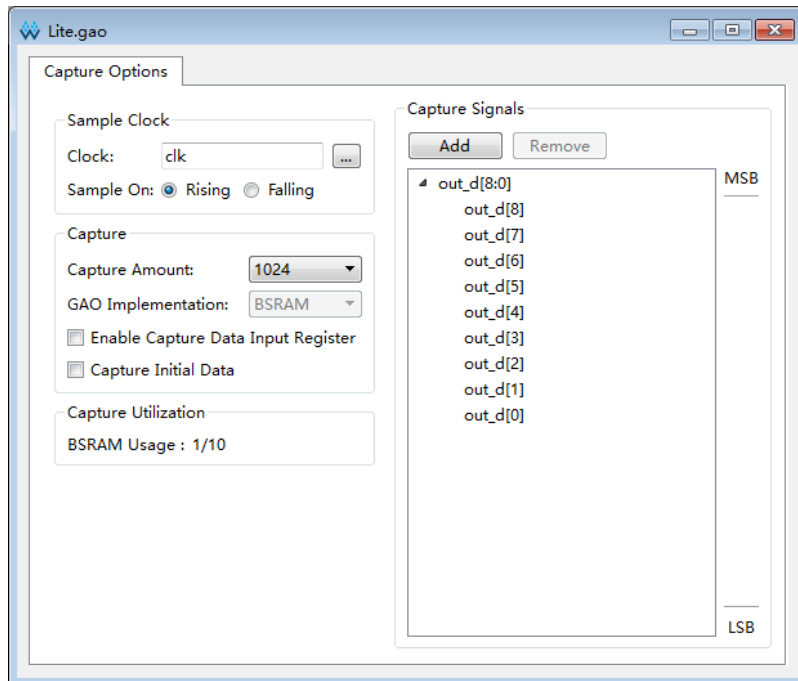 Lite.gao
Capture Options
Sample Clock
Clock: clk ...
Sample On: Rising Falling
Capture
Capture Amount: 1024
GAO Implementation: BSRAM
Enable Capture Data Input Register
Capture Initial Data
Capture Utilization
BSRAM Usage : 1/10
Capture Signals
Add Remove
out_d[8:0]
out_d[8]
out_d[7]
out_d[6]
out_d[5]
out_d[4]
out_d[3]
out_d[2]
out_d[1]
out_d[0]
MSB
LSB